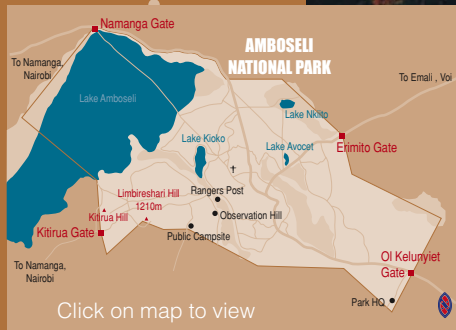 Namanga Gate
AMBOSELI
NATIONAL PARK
To Namanga,
Nairobi
To Emali , Voi
Lake Amboseli
Lake Nkiito
Lake Kioko
Lake Avocet
Erimito Gate
Limbireshari Hill
1210m
Rangers Post
Kitirua Hill
Observation Hill
Kitirua Gate
Public Campsite
Ol Kelunyiet
Gate
To Namanga,
Nairobi
Park HQ
Click on map to view